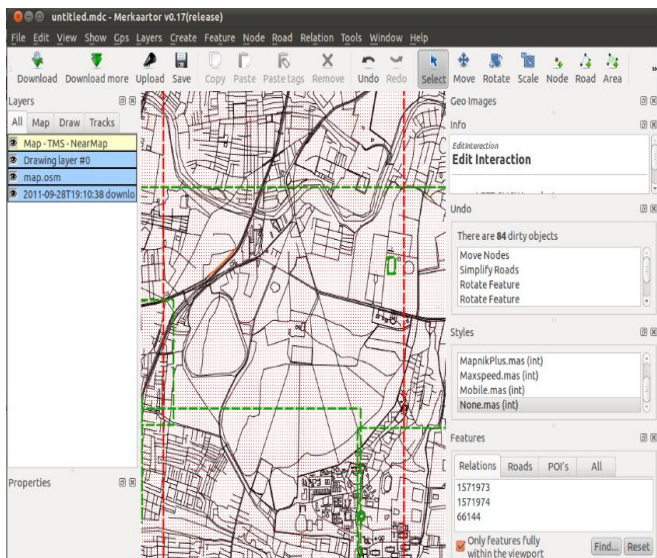 untitled.mdc - Merkaartor v0.17(release)
File Edit View Show Gps Layers Create Feature Node Road Relation Tools Window Help
Download Download more Upload Save Copy Paste Paste tags Remove Undo Redo Select Move Rotate Scale Node Road Area »
Layers
All Map Draw Tracks
Map - TMS - NearMap
Drawing layer #0
map.osm
2011-09-28T19:10:38 downlo
Properties
Geo Images
Info
EditInteraction
Edit Interaction
Undo
There are 84 dirty objects
Move Nodes
Simplify Roads
Rotate Feature
Rotate Feature
Styles
MapnikPlus.mas (int)
Maxspeed.mas (int)
Mobile.mas (int)
None.mas (int)
Features
Relations Roads POI's All
1571973
1571974
66144
Only features fully
within the viewport
Find... Reset